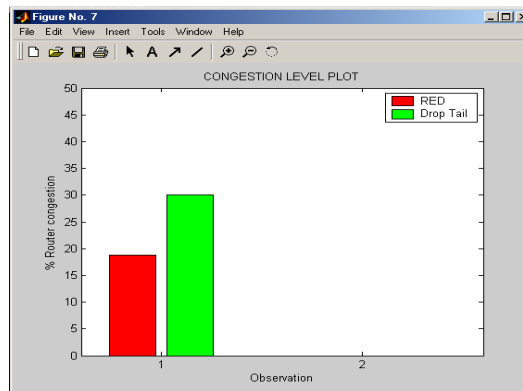 Figure No. 7
File Edit View Insert Tools Window Help
A
CONGESTION LEVEL PLOT
RED
Drop Tail
% Router congestion
50
45
40
35
30
25
20
15
10
5
0
1 2
Observation